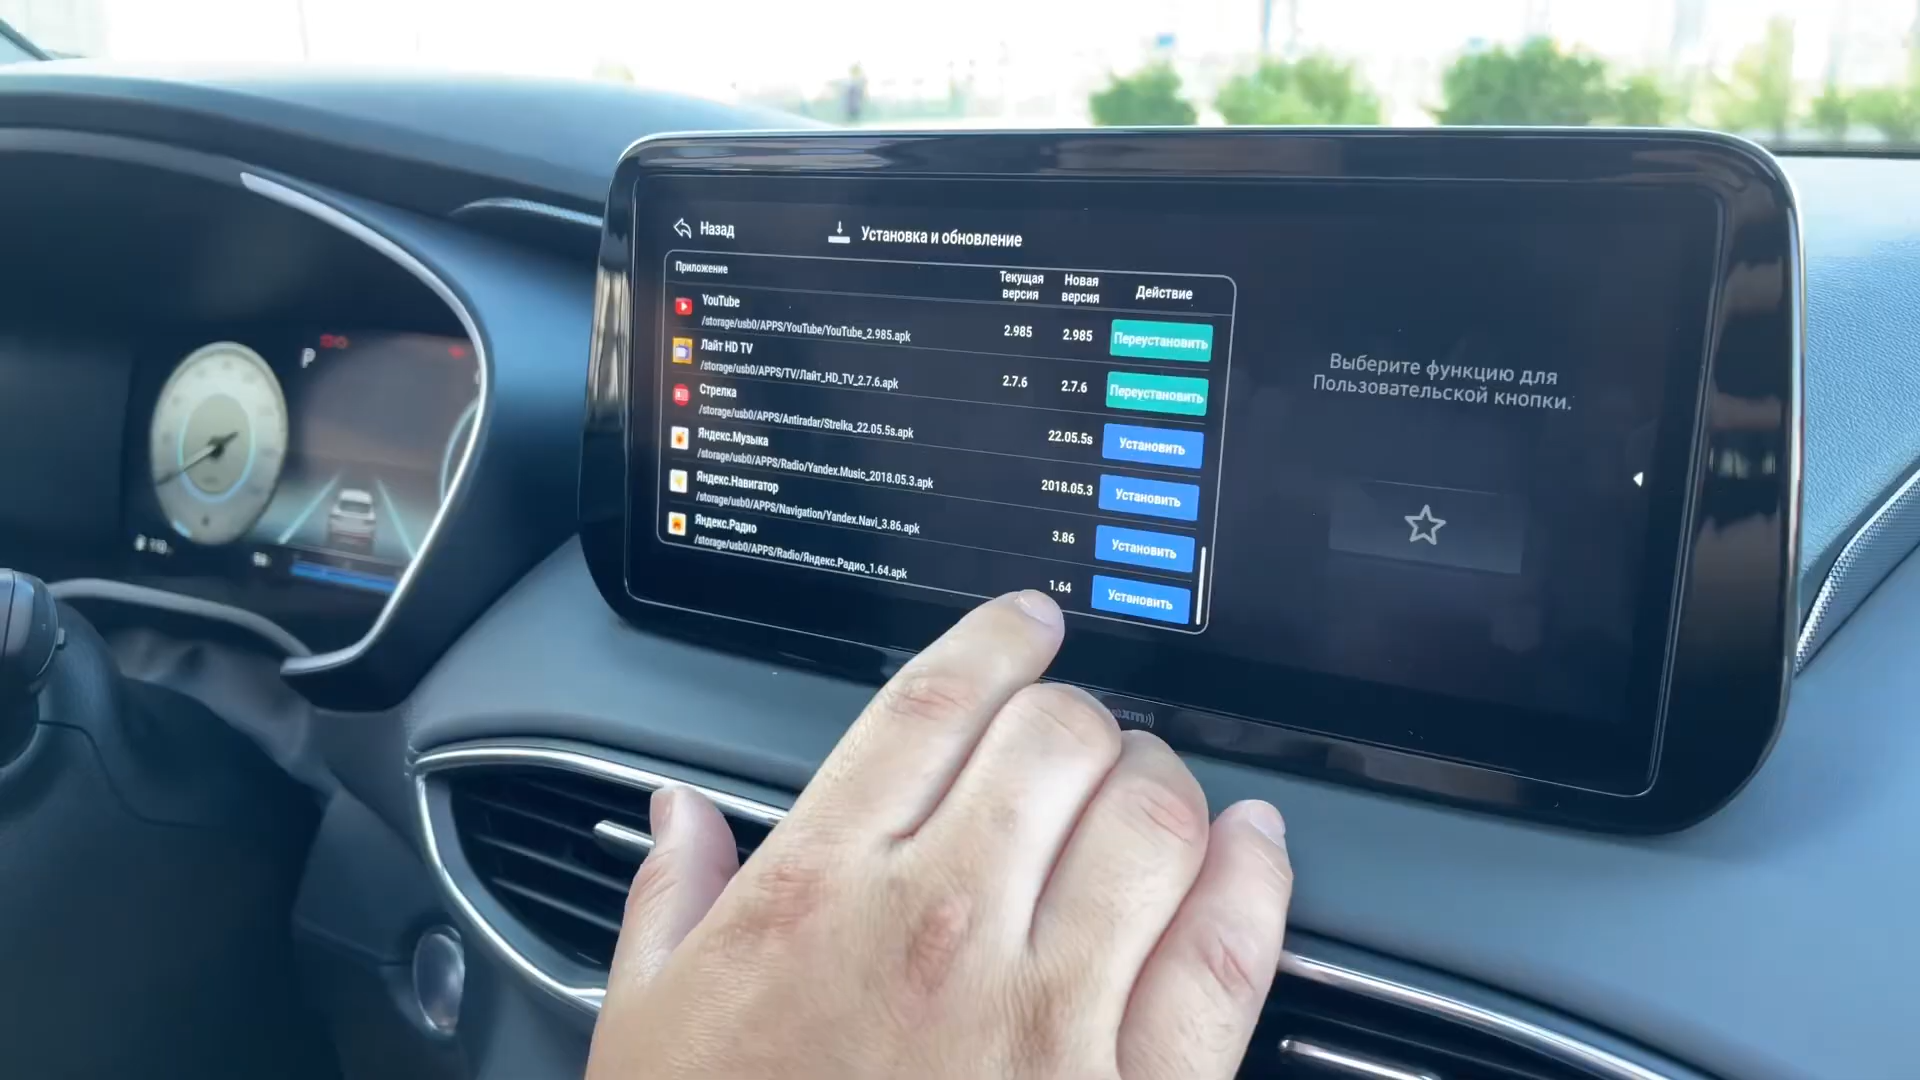 Назад
Установка и обновление
Приложение
Текущая версия
Новая версия
Действие
YouTube
/storage/usb0/APPS/YouTube/YouTube_2.985.apk
2.985
2.985
Переустановить
Лайт HD TV
/storage/usb0/APPS/TV/Лайт_HD_TV_2.7.6.apk
2.7.6
2.7.6
Переустановить
Стрелка
/storage/usb0/APPS/Antiradar/Strelka_22.05.5s.apk
22.05.5s
Установить
Яндекс.Музыка
/storage/usb0/APPS/Radio/Yandex.Music_2018.05.3.apk
2018.05.3
Установить
Яндекс.Навигатор
/storage/usb0/APPS/Navigation/Yandex.Navi_3.86.apk
3.86
Установить
Яндекс.Радио
/storage/usb0/APPS/Radio/Яндекс.Радио_1.64.apk
1.64
Установить
Выберите функцию для
Пользовательской кнопки.
P